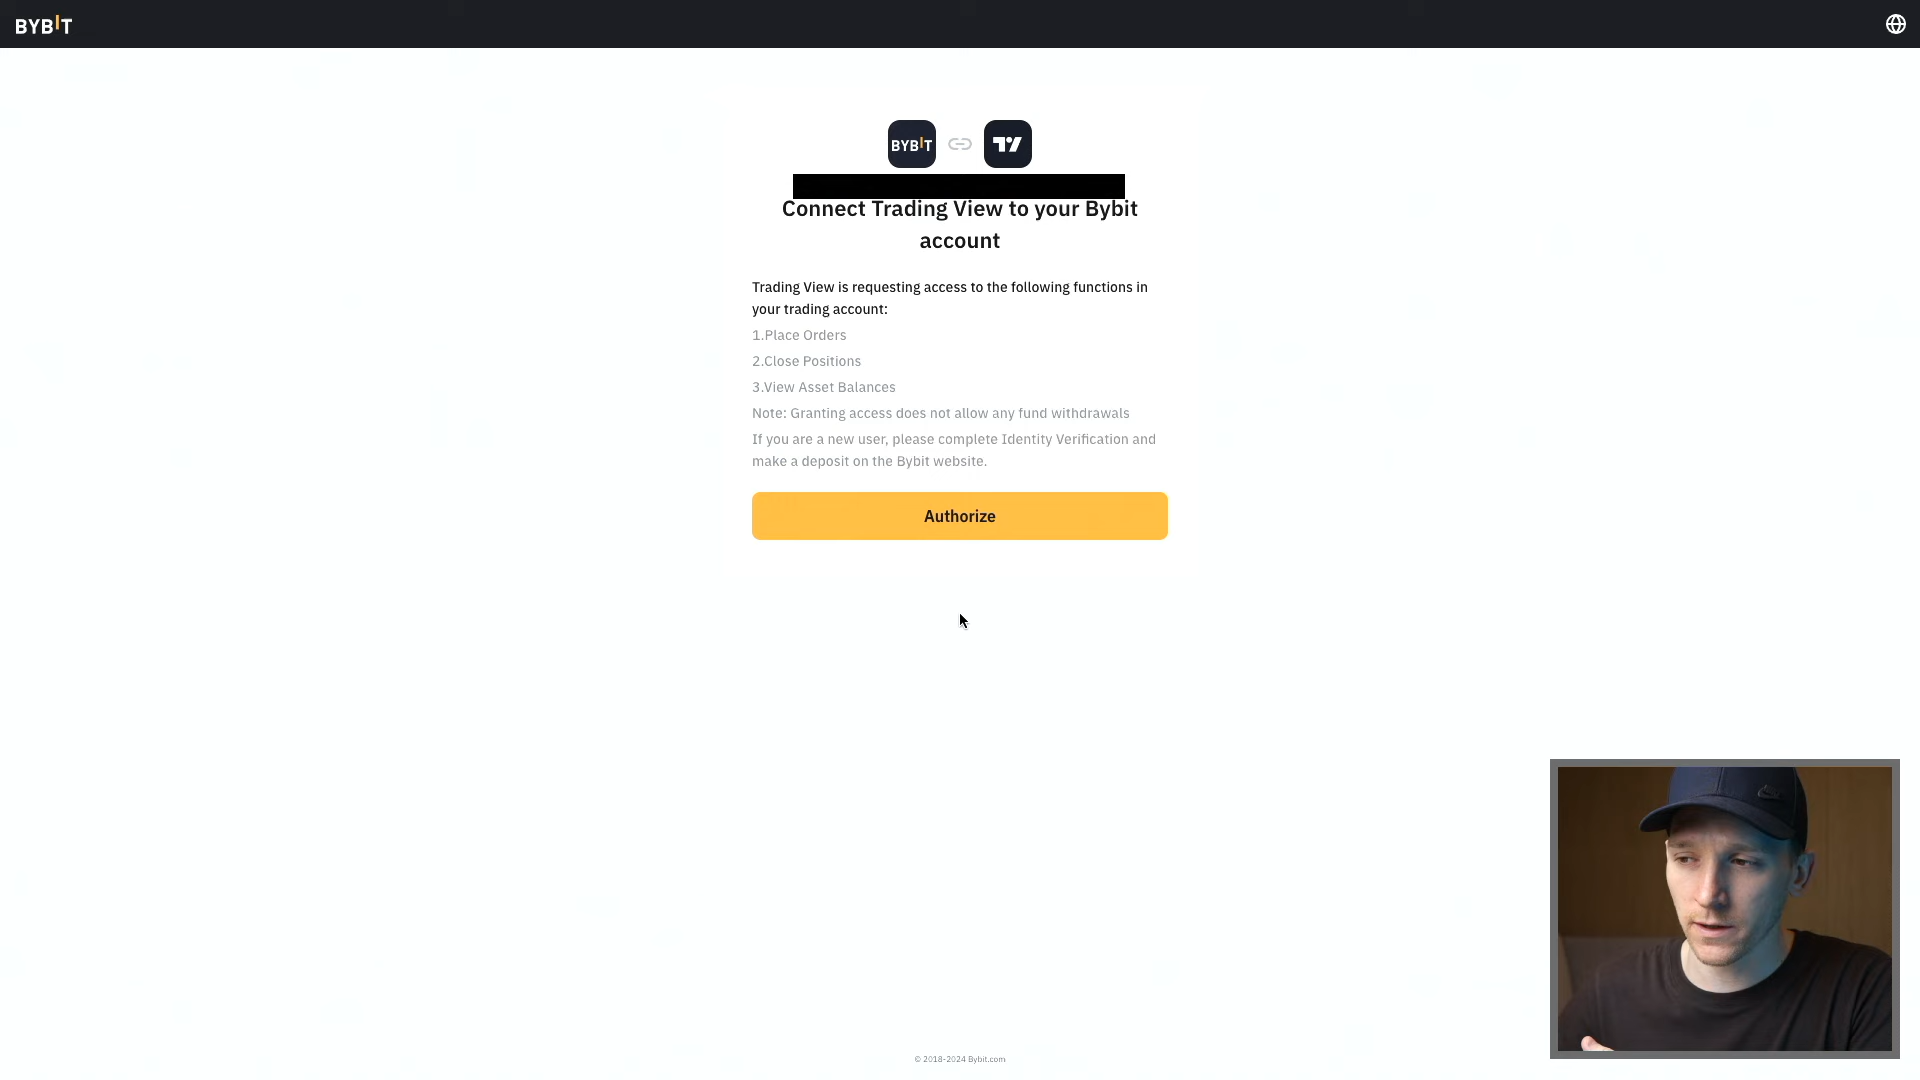 BYBIT
BYBIT
Connect Trading View to your Bybit
account
Trading View is requesting access to the following functions in
your trading account:
1.Place Orders
2.Close Positions
3.View Asset Balances
Note: Granting access does not allow any fund withdrawals
If you are a new user, please complete Identity Verification and
make a deposit on the Bybit website.
Authorize
© 2018-2024 Bybit.com